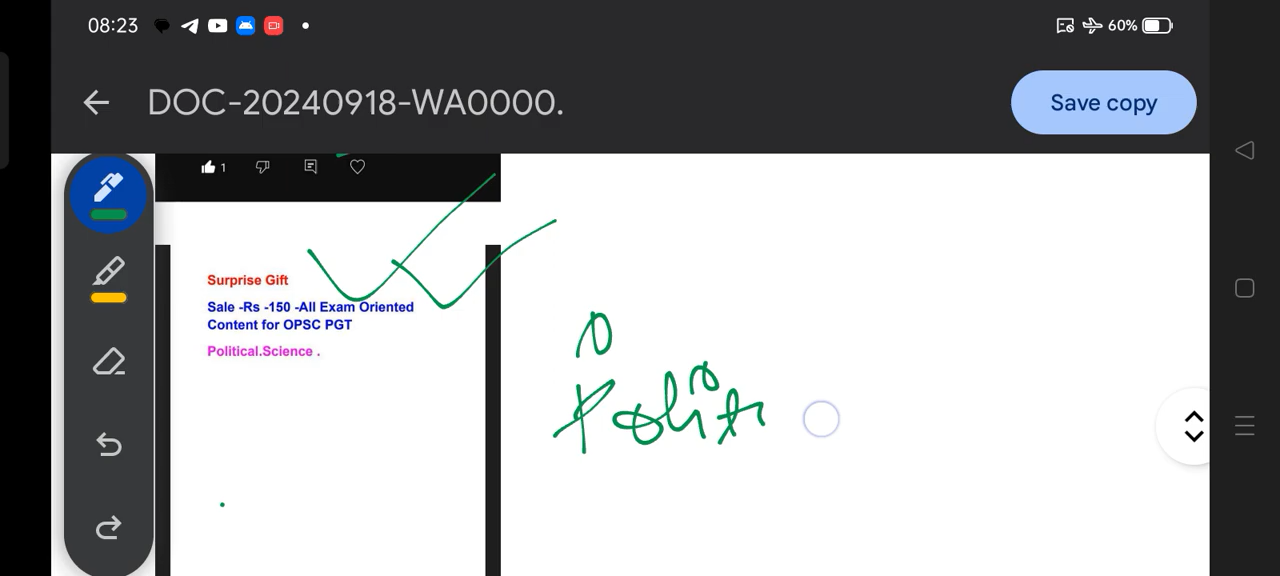 08:23
60%
DOC-20240918-WA0000.
Save copy
1
Surprise Gift
Sale -Rs -150 -All Exam Oriented
Content for OPSC PGT
Political.Science .